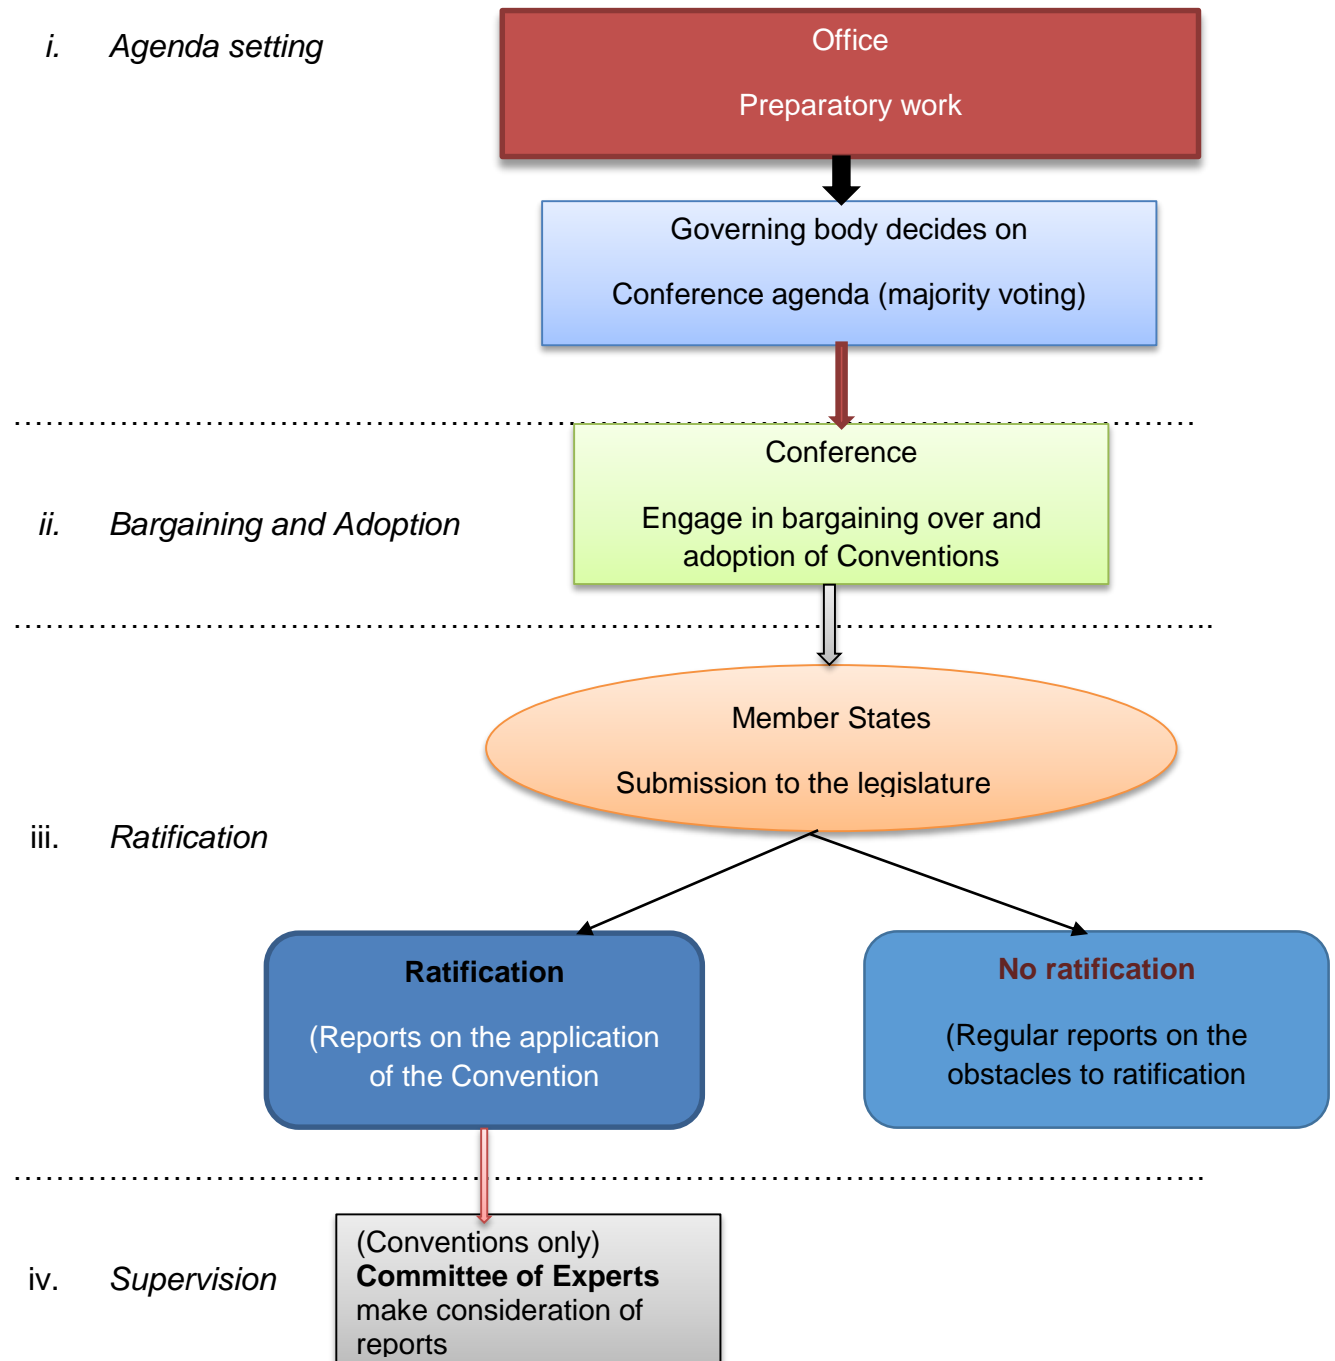 i. Agenda setting
Office
Preparatory work
Governing body decides on
Conference agenda (majority voting)
Conference
ii. Bargaining and Adoption
Engage in bargaining over and
adoption of Conventions
Member States
Submission to the legislature
iii. Ratification
Ratification
(Reports on the application
of the Convention
No ratification
(Regular reports on the
obstacles to ratification
iv. Supervision
(Conventions only)
Committee of Experts
make consideration of
reports